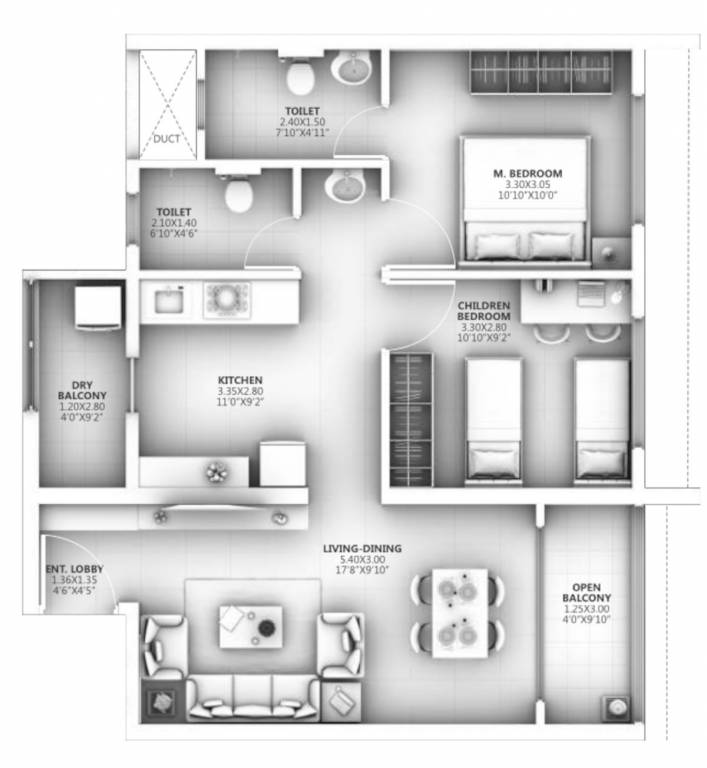 TOILET
2.40X1.50
7'10"X4'11"
DUCT
M. BEDROOM
3.30X3.05
10'10"X10'0"
TOILET
2.10X1.40
6'10"X4'6"
CHILDREN
BEDROOM
3.30X2.80
10'10"X9'2"
KITCHEN
3.35X2.80
11'0"X9'2"
DRY
BALCONY
1.20X2.80
4'0"X9'2"
LIVING-DINING
5.40X3.00
17'8"X9'10"
ENT. LOBBY
1.36X1.35
4'6"X4'5"
OPEN
BALCONY
1.25X3.00
4'0"X9'10"